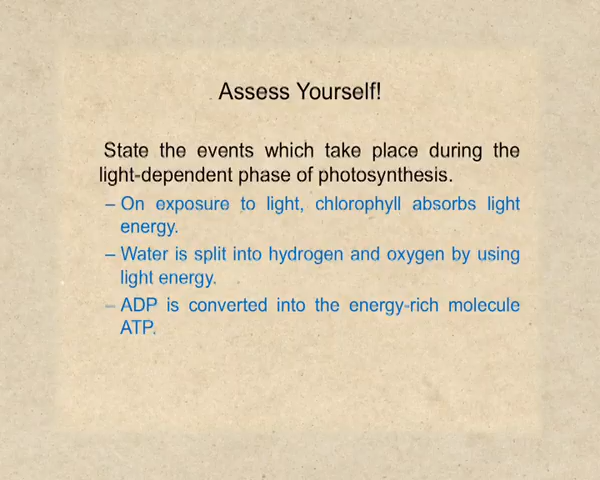 Assess Yourself!
State the events which take place during the
light-dependent phase of photosynthesis.
– On exposure to light, chlorophyll absorbs light
energy.
– Water is split into hydrogen and oxygen by using
light energy.
– ADP is converted into the energy-rich molecule
ATP.